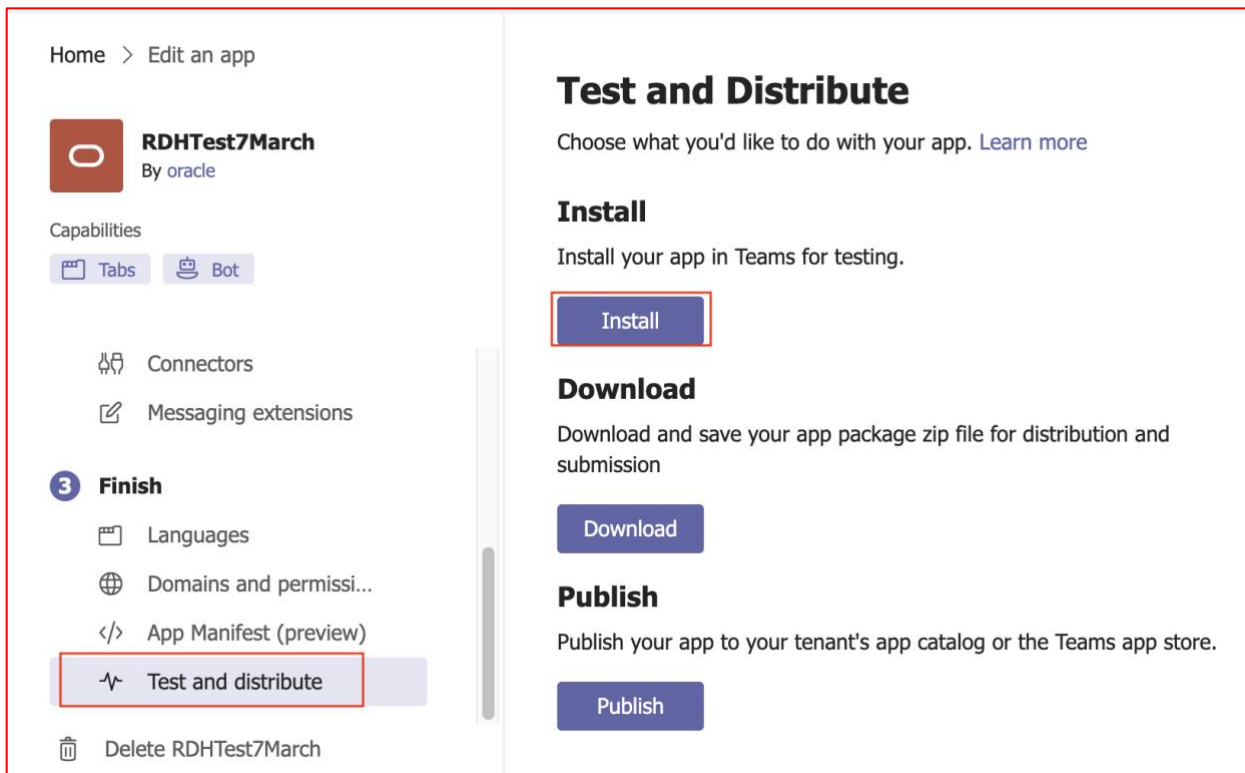 Home > Edit an app
RDHTest7March
By oracle
Capabilities
Tabs
Bot
Connectors
Messaging extensions
3 Finish
Languages
Domains and permissi...
</> App Manifest (preview)
Test and distribute
Delete RDHTest7March
Test and Distribute
Choose what you'd like to do with your app. Learn more
Install
Install your app in Teams for testing.
Install
Download
Download and save your app package zip file for distribution and
submission
Download
Publish
Publish your app to your tenant's app catalog or the Teams app store.
Publish